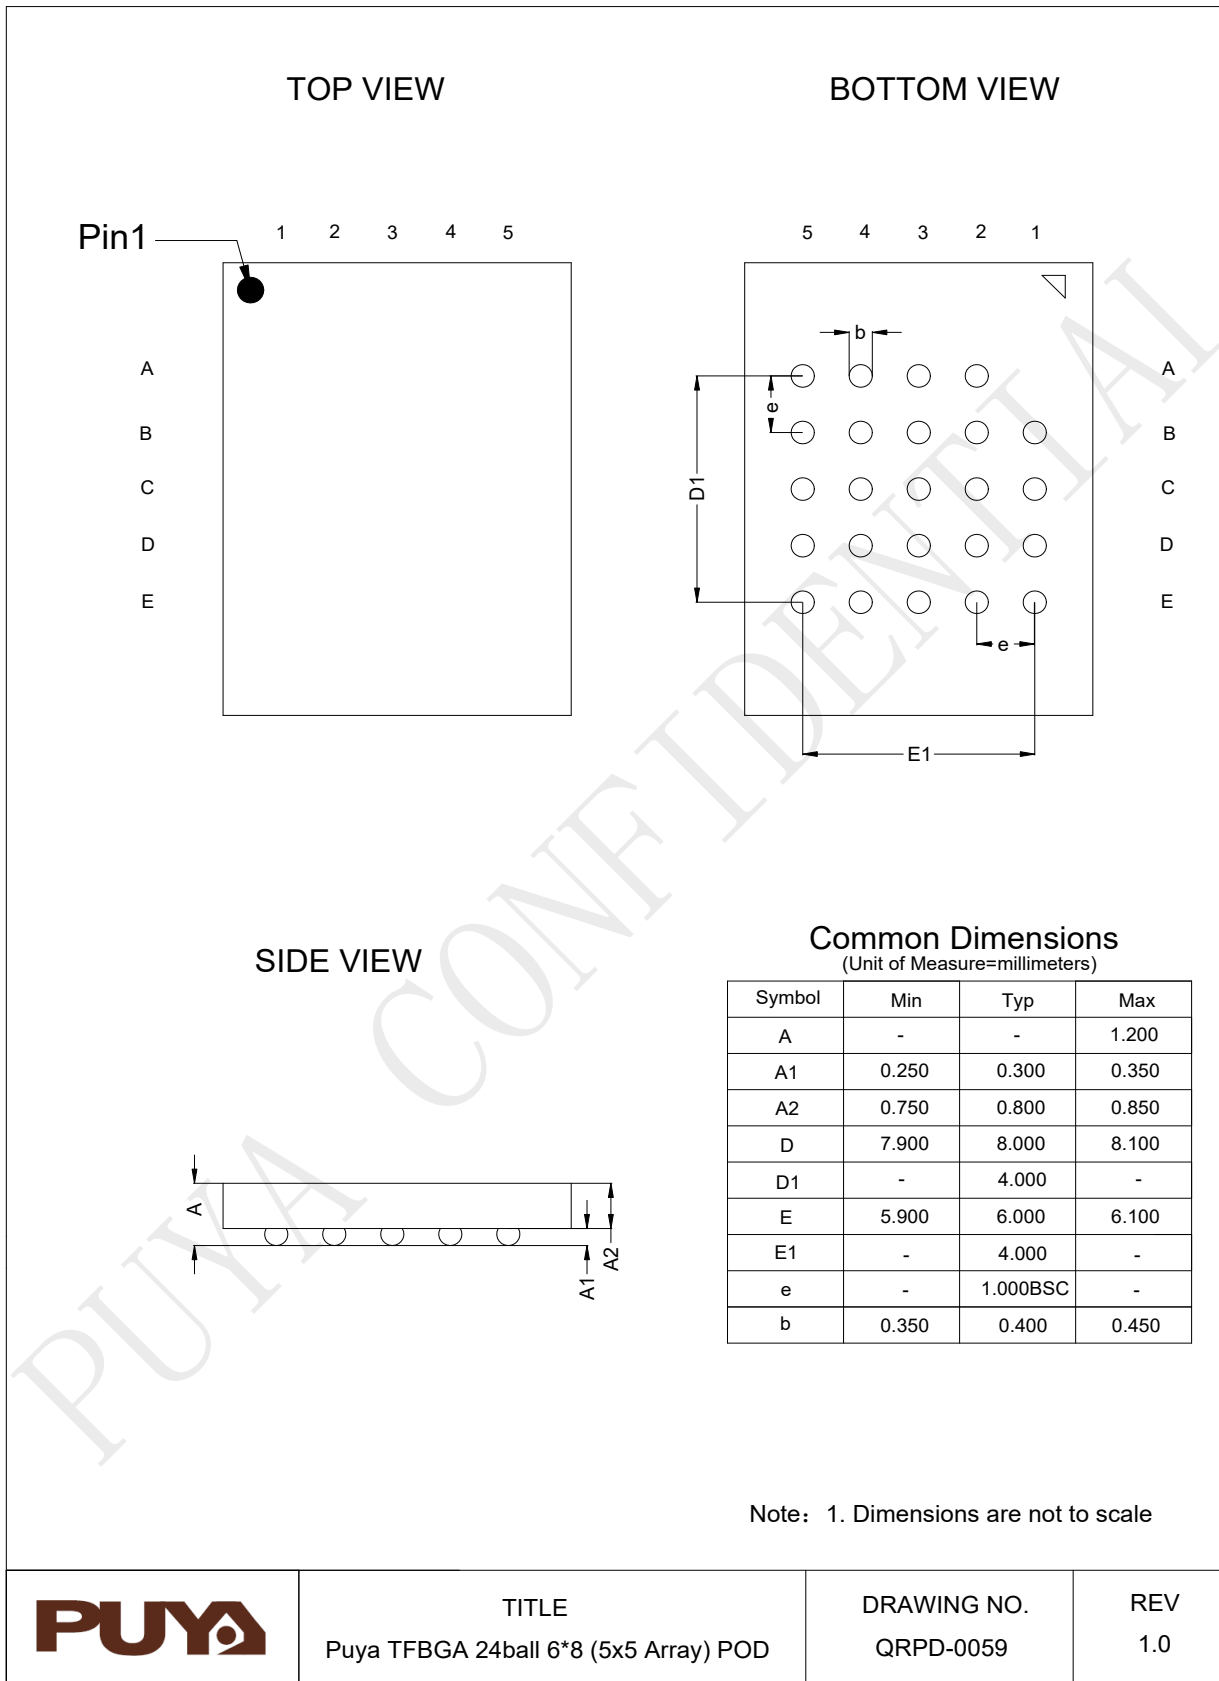 TOP VIEW
BOTTOM VIEW
Pin1
1 2 3 4 5
5 4 3 2 1
A
B
C
D
E
b
e
D1
e
E1
A
B
C
D
E
SIDE VIEW
A
A1
A2
Common Dimensions
(Unit of Measure=millimeters)
Symbol Min Typ Max
A - - 1.200
A1 0.250 0.300 0.350
A2 0.750 0.800 0.850
D 7.900 8.000 8.100
D1 - 4.000 -
E 5.900 6.000 6.100
E1 - 4.000 -
e - 1.000BSC -
b 0.350 0.400 0.450
Note：1. Dimensions are not to scale
PUYA CONFIDENTIAL
PUYA
TITLE
Puya TFBGA 24ball 6*8 (5x5 Array) POD
DRAWING NO.
QRPD-0059
REV
1.0